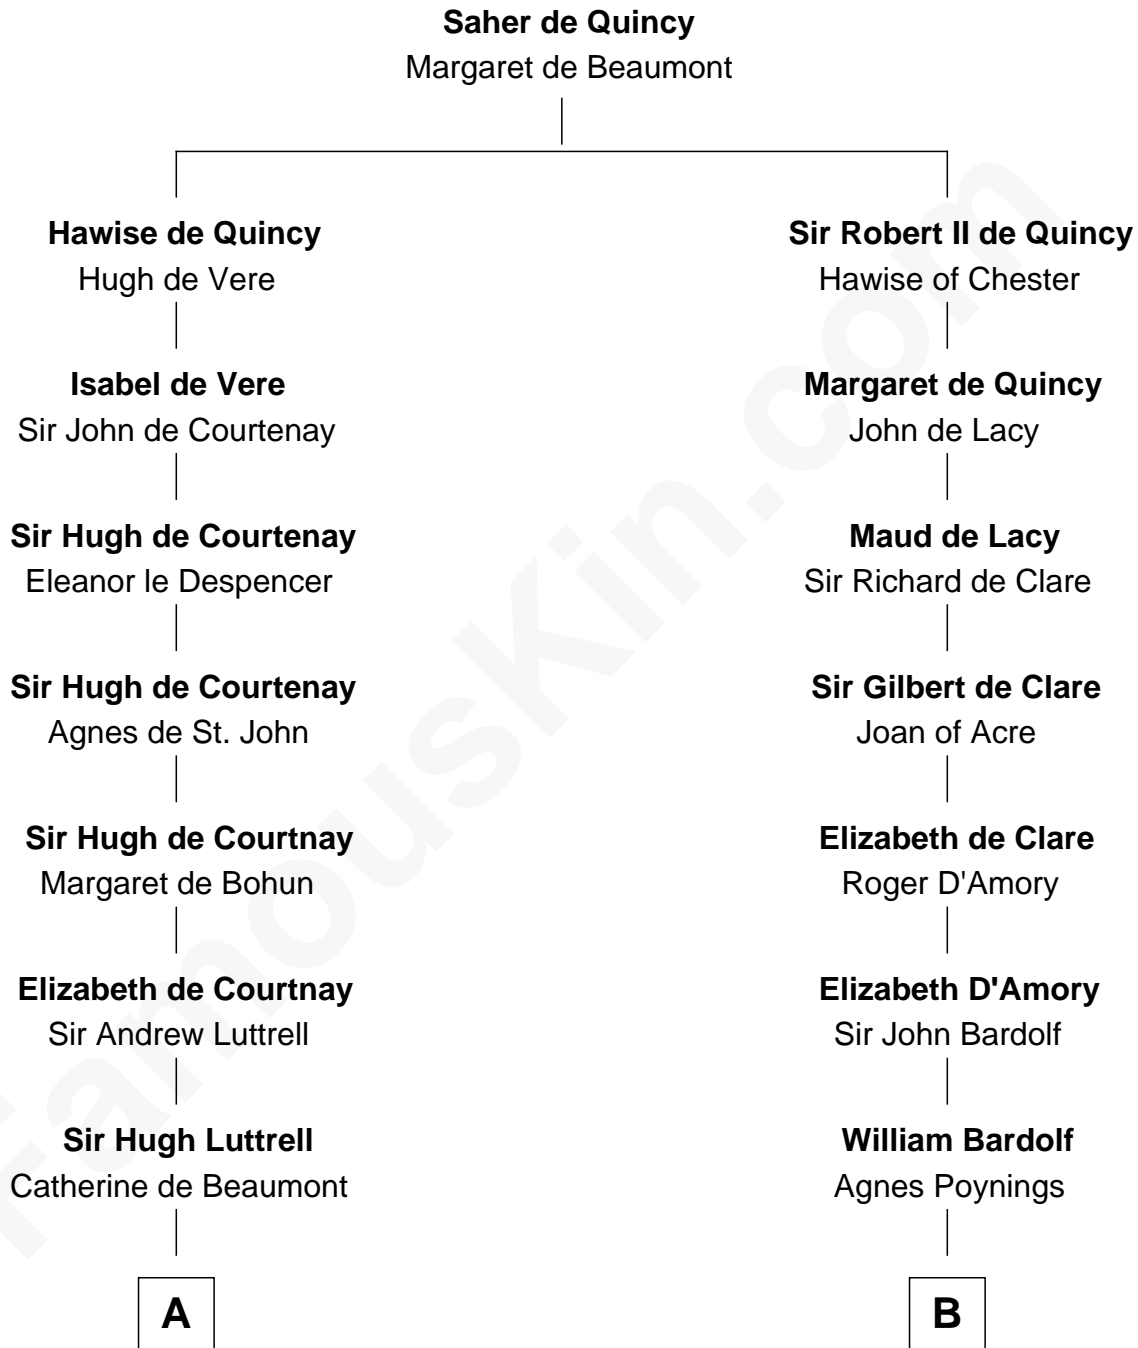 Saher de Quincy
Margaret de Beaumont
Hawise de Quincy
Hugh de Vere
Sir Robert II de Quincy
Hawise of Chester
Isabel de Vere
Sir John de Courtenay
Margaret de Quincy
John de Lacy
Sir Hugh de Courtenay
Eleanor le Despencer
Maud de Lacy
Sir Richard de Clare
Sir Hugh de Courtenay
Agnes de St. John
Sir Gilbert de Clare
Joan of Acre
Sir Hugh de Courtnay
Margaret de Bohun
Elizabeth de Clare
Roger D'Amory
Elizabeth de Courtnay
Sir Andrew Luttrell
Elizabeth D'Amory
Sir John Bardolf
Sir Hugh Luttrell
Catherine de Beaumont
William Bardolf
Agnes Poynings
A
B
FamousKin.com